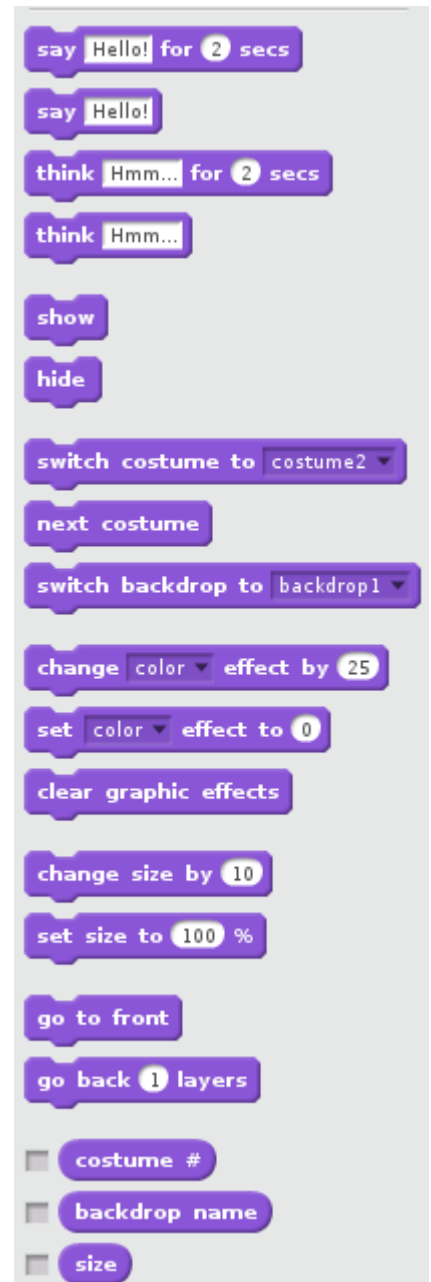 say Hello! for 2 secs
say Hello!
think Hmm... for 2 secs
think Hmm...
show
hide
switch costume to costume2
next costume
switch backdrop to backdrop1
change color effect by 25
set color effect to 0
clear graphic effects
change size by 10
set size to 100 %
go to front
go back 1 layers
costume #
backdrop name
size